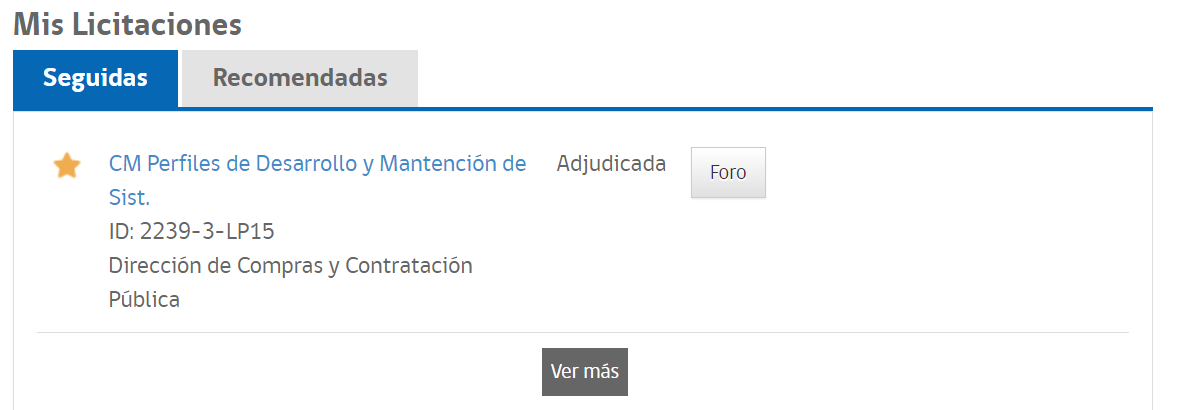 Mis Licitaciones
Seguidas
Recomendadas
CM Perfiles de Desarrollo y Mantención de
Sist.
Adjudicada
Foro
ID: 2239-3-LP15
Dirección de Compras y Contratación
Pública
Ver más